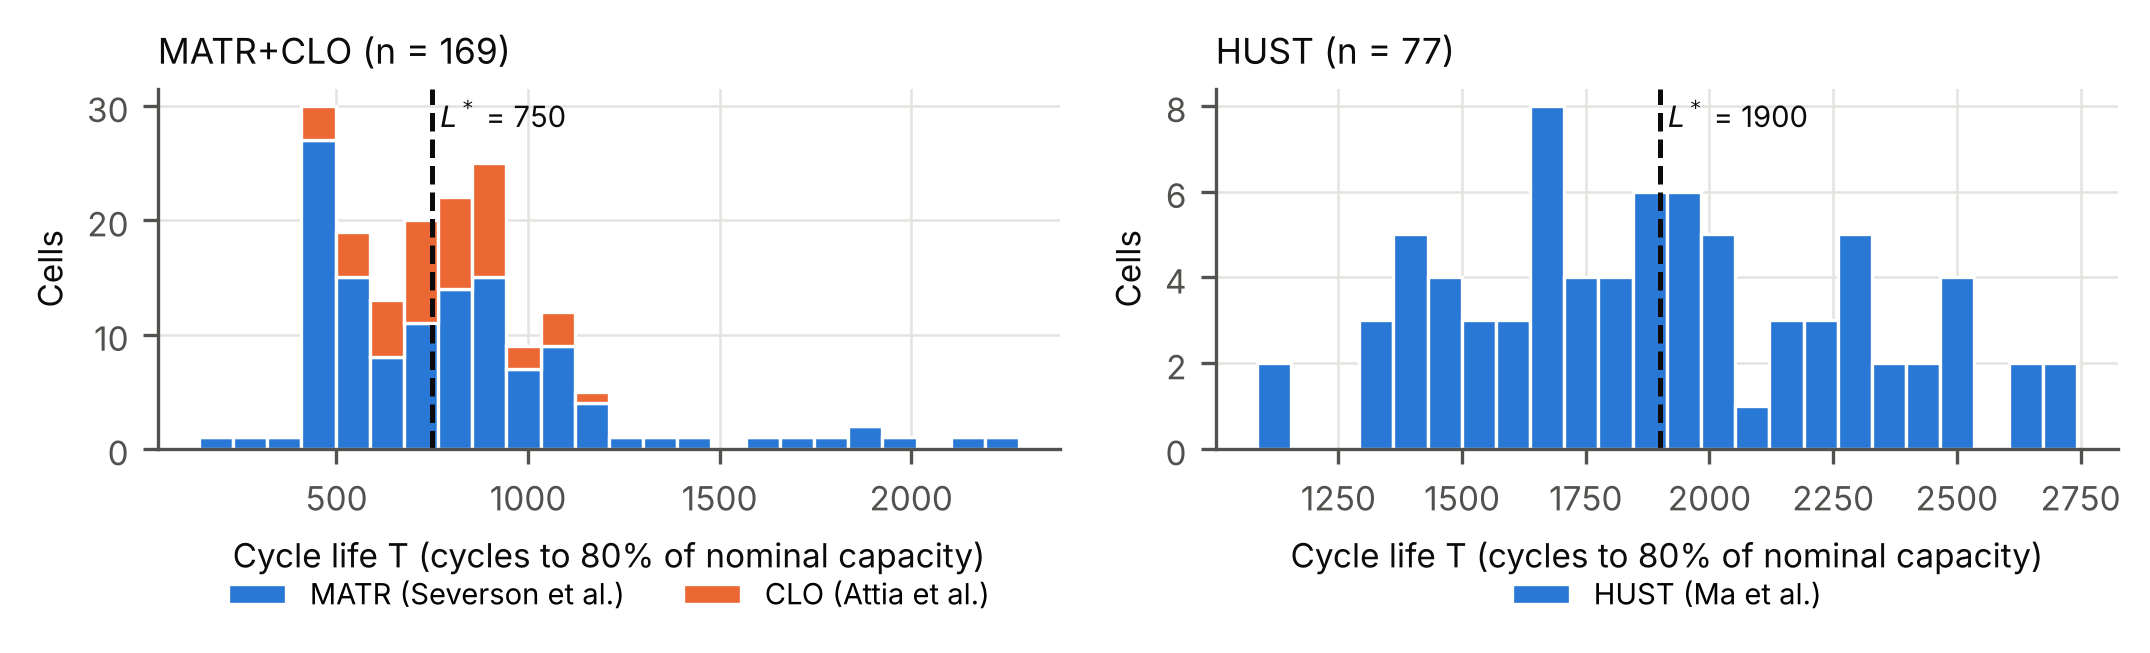 MATR+CLO (n = 169)
L* = 750
30
20
10
0
Cells
500 1000 1500 2000
Cycle life T (cycles to 80% of nominal capacity)
MATR (Severson et al.) CLO (Attia et al.)
HUST (n = 77)
L* = 1900
8
6
4
2
0
Cells
1250 1500 1750 2000 2250 2500 2750
Cycle life T (cycles to 80% of nominal capacity)
HUST (Ma et al.)